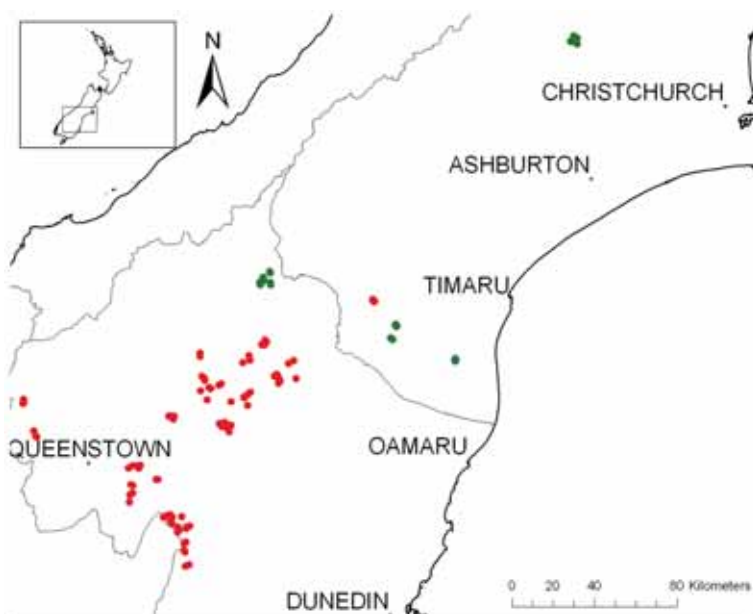 N
CHRISTCHURCH
ASHBURTON
TIMARU
OAMARU
QUEENSTOWN
DUNEDIN
0 20 40 80 Kilometers